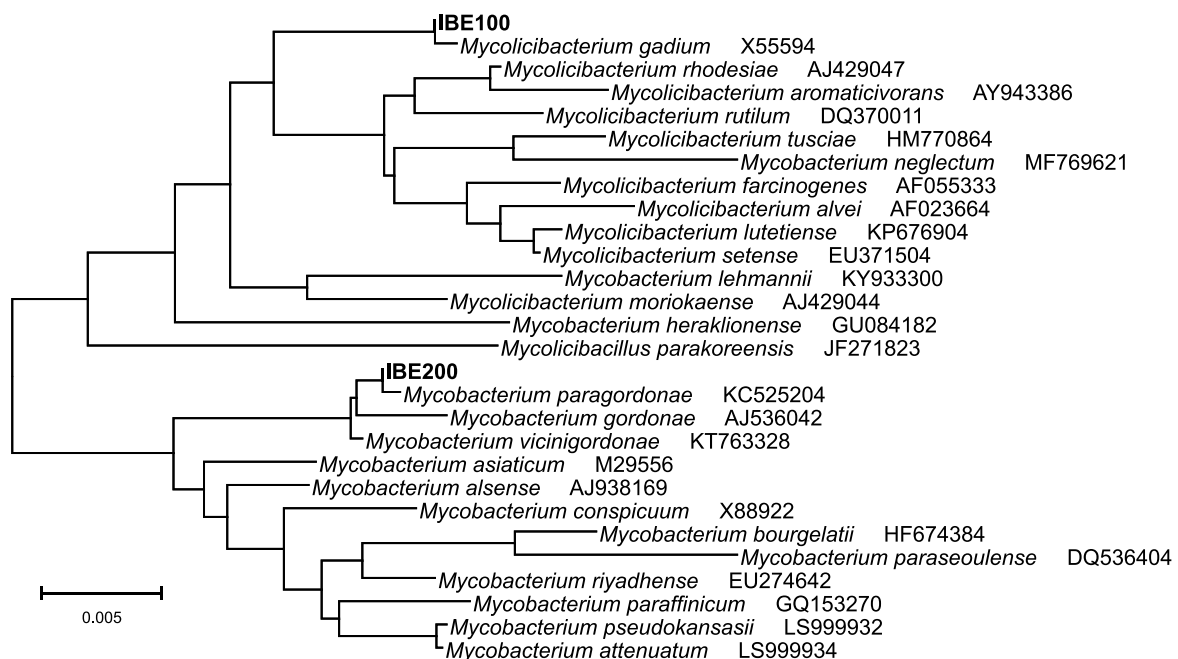 IBE100
Mycolicibacterium gadium X55594
Mycolicibacterium rhodesiae AJ429047
Mycolicibacterium aromaticivorans AY943386
Mycolicibacterium rutilum DQ370011
Mycolicibacterium tusciae HM770864
Mycobacterium neglectum MF769621
Mycolicibacterium farcinogenes AF055333
Mycolicibacterium alvei AF023664
Mycolicibacterium lutetiense KP676904
Mycolicibacterium setense EU371504
Mycobacterium lehmannii KY933300
Mycolicibacterium moriokaense AJ429044
Mycobacterium heraklionense GU084182
Mycolicibacillus parakoreensis JF271823
IBE200
Mycobacterium paragordonae KC525204
Mycobacterium gordonae AJ536042
Mycobacterium vicinigordonae KT763328
Mycobacterium asiaticum M29556
Mycobacterium alsense AJ938169
Mycobacterium conspicuum X88922
Mycobacterium bourgelatii HF674384
Mycobacterium paraseoulense DQ536404
Mycobacterium riyadhense EU274642
Mycobacterium paraffinicum GQ153270
Mycobacterium pseudokansasii LS999932
Mycobacterium attenuatum LS999934
0.005